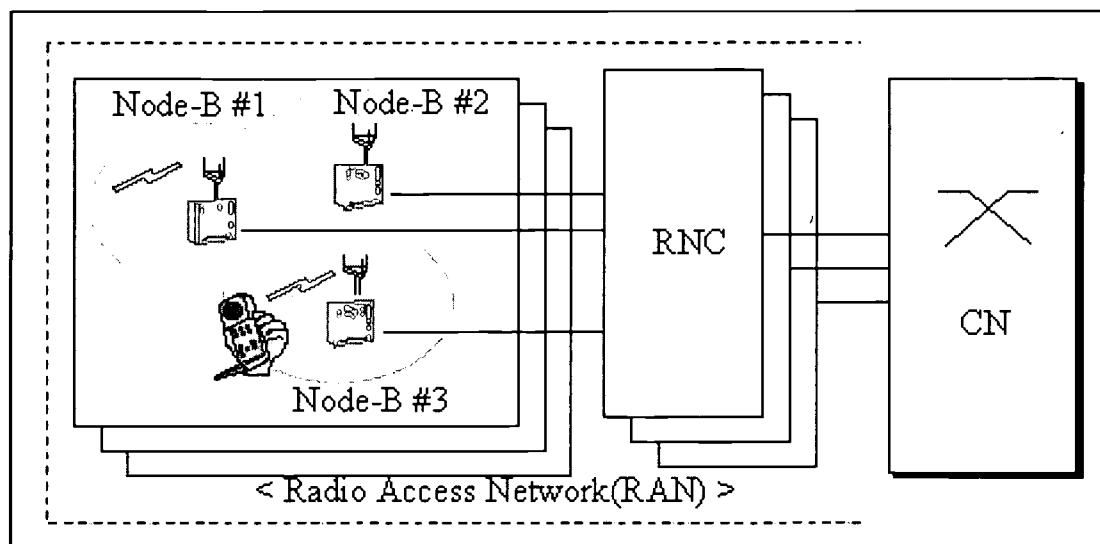 Node-B #1
Node-B #2
Node-B #3
RNC
CN
< Radio Access Network(RAN) >